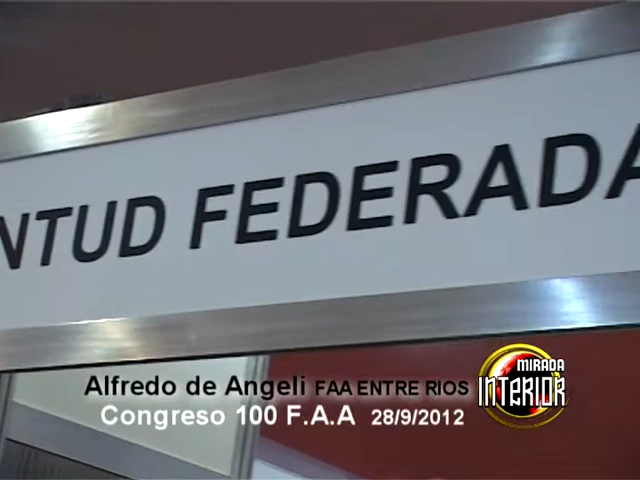 NTUD FEDERADA
Alfredo de Angeli FAA ENTRE RIOS
Congreso 100 F.A.A 28/9/2012
MIRADA
INTERIOR